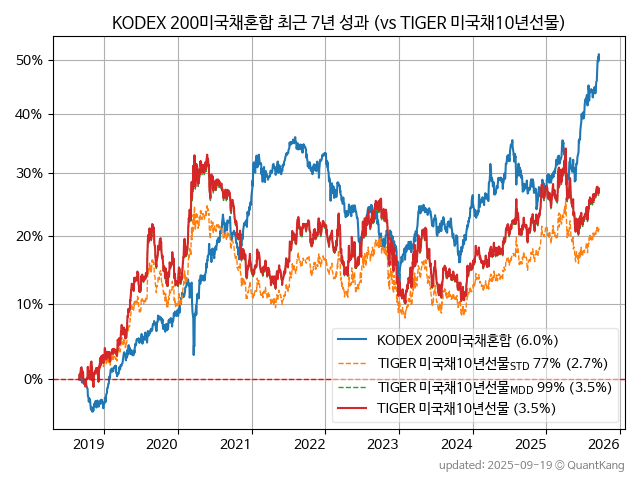 KODEX 200미국채혼합 최근 7년 성과 (vs TIGER 미국채10년선물)
50%
40%
30%
20%
10%
0%
KODEX 200미국채혼합 (6.0%)
TIGER 미국채10년선물STD 77% (2.7%)
TIGER 미국채10년선물MDD 99% (3.5%)
TIGER 미국채10년선물 (3.5%)
2019 2020 2021 2022 2023 2024 2025 2026
updated: 2025-09-19 © QuantKang